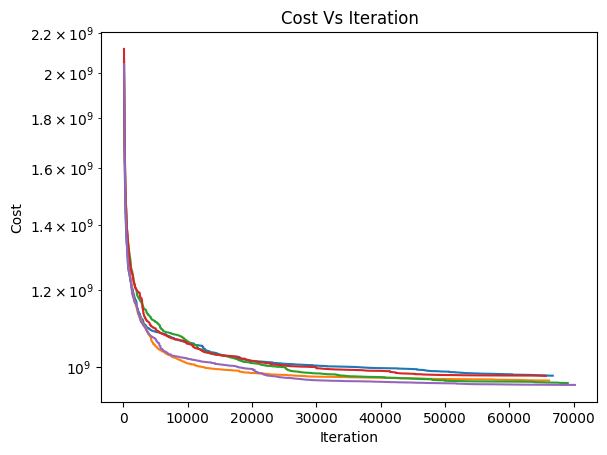 Cost Vs Iteration
2.2 × 10⁹
2 × 10⁹
1.8 × 10⁹
1.6 × 10⁹
1.4 × 10⁹
1.2 × 10⁹
10⁹
Cost
0 10000 20000 30000 40000 50000 60000 70000
Iteration